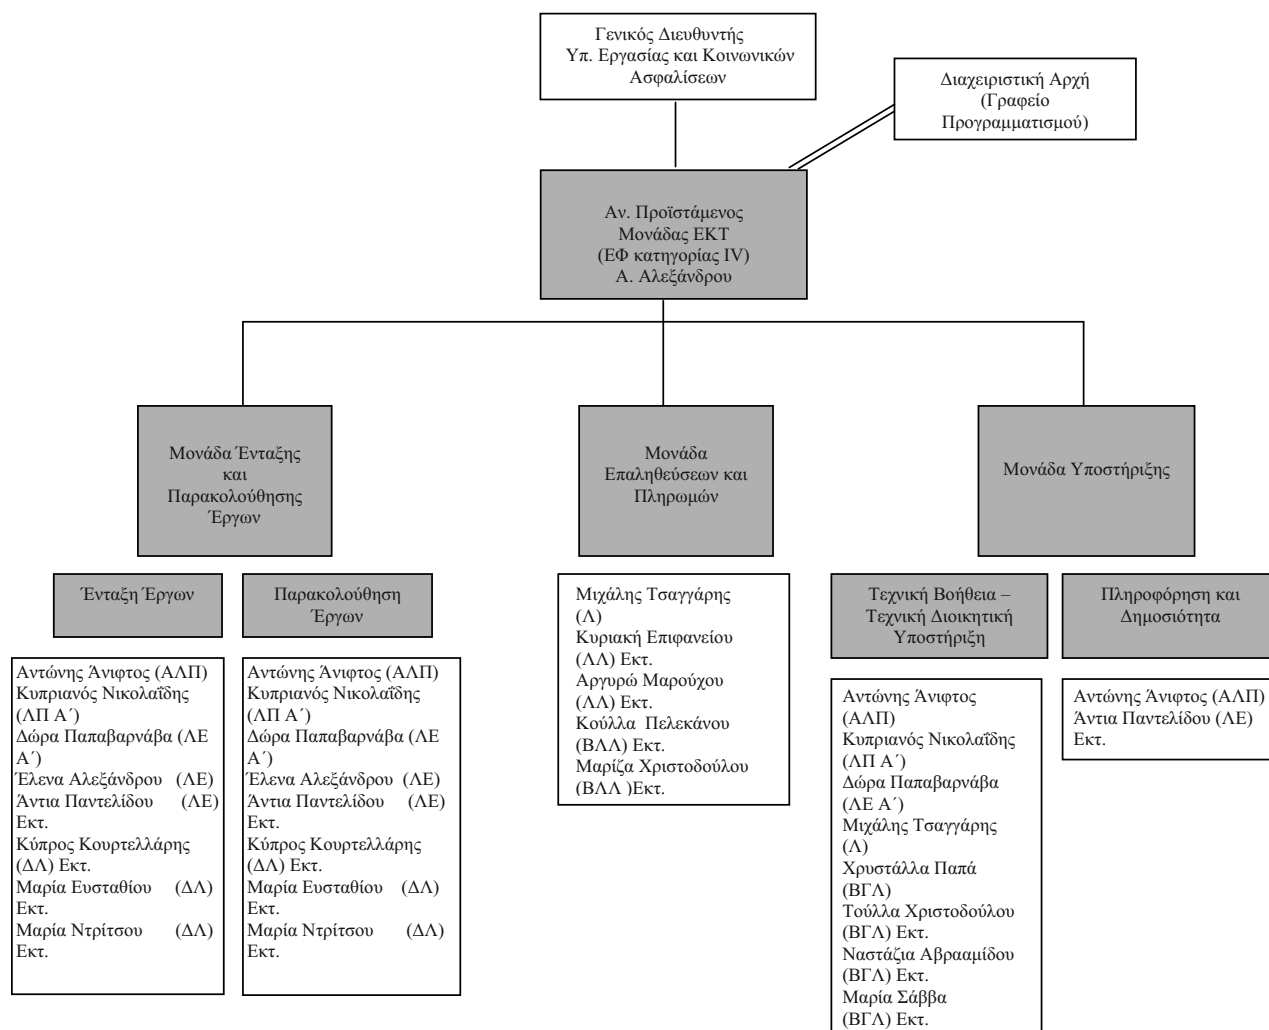 Γενικός Διευθυντής
Υπ. Εργασίας και Κοινωνικών
Ασφαλίσεων
Διαχειριστική Αρχή
(Γραφείο
Προγραμματισμού)
Αν. Προϊστάμενος
Μονάδας ΕΚΤ
(ΕΦ κατηγορίας IV)
Α. Αλεξάνδρου
Μονάδα Ένταξης
και
Παρακολούθησης
Έργων
Μονάδα
Επαληθεύσεων και
Πληρωμών
Μονάδα Υποστήριξης
Ένταξη Έργων
Παρακολούθηση
Έργων
Αντώνης Άνιφτος (ΑΛΠ)
Κυπριανός Νικολαΐδης
(ΛΠ Α΄)
Δώρα Παπαβαρνάβα (ΛΕ
Α΄)
Έλενα Αλεξάνδρου (ΛΕ)
Άντια Παντελίδου (ΛΕ)
Εκτ.
Κύπρος Κουρτελλάρης
(ΔΛ) Εκτ.
Μαρία Ευσταθίου (ΔΛ)
Εκτ.
Μαρία Ντρίτσου (ΔΛ)
Εκτ.
Αντώνης Άνιφτος (ΑΛΠ)
Κυπριανός Νικολαΐδης
(ΛΠ Α΄)
Δώρα Παπαβαρνάβα (ΛΕ
Α΄)
Έλενα Αλεξάνδρου (ΛΕ)
Άντια Παντελίδου (ΛΕ)
Εκτ.
Κύπρος Κουρτελλάρης
(ΔΛ) Εκτ.
Μαρία Ευσταθίου (ΔΛ)
Εκτ.
Μαρία Ντρίτσου (ΔΛ)
Εκτ.
Μιχάλης Τσαγγάρης
(Λ)
Κυριακή Επιφανείου
(ΛΛ) Εκτ.
Αργυρώ Μαρούχου
(ΛΛ) Εκτ.
Κούλλα Πελεκάνου
(ΒΛΛ) Εκτ.
Μαρίζα Χριστοδούλου
(ΒΛΛ )Εκτ.
Τεχνική Βοήθεια –
Τεχνική Διοικητική
Υποστήριξη
Πληροφόρηση και
Δημοσιότητα
Αντώνης Άνιφτος
(ΑΛΠ)
Κυπριανός Νικολαΐδης
(ΛΠ Α΄)
Δώρα Παπαβαρνάβα
(ΛΕ Α΄)
Μιχάλης Τσαγγάρης
(Λ)
Χρυστάλλα Παπά
(ΒΓΛ)
Τούλλα Χριστοδούλου
(ΒΓΛ) Εκτ.
Ναστάζια Αβρααμίδου
(ΒΓΛ) Εκτ.
Μαρία Σάββα
(ΒΓΛ) Εκτ.
Αντώνης Άνιφτος (ΑΛΠ)
Άντια Παντελίδου (ΛΕ)
Εκτ.